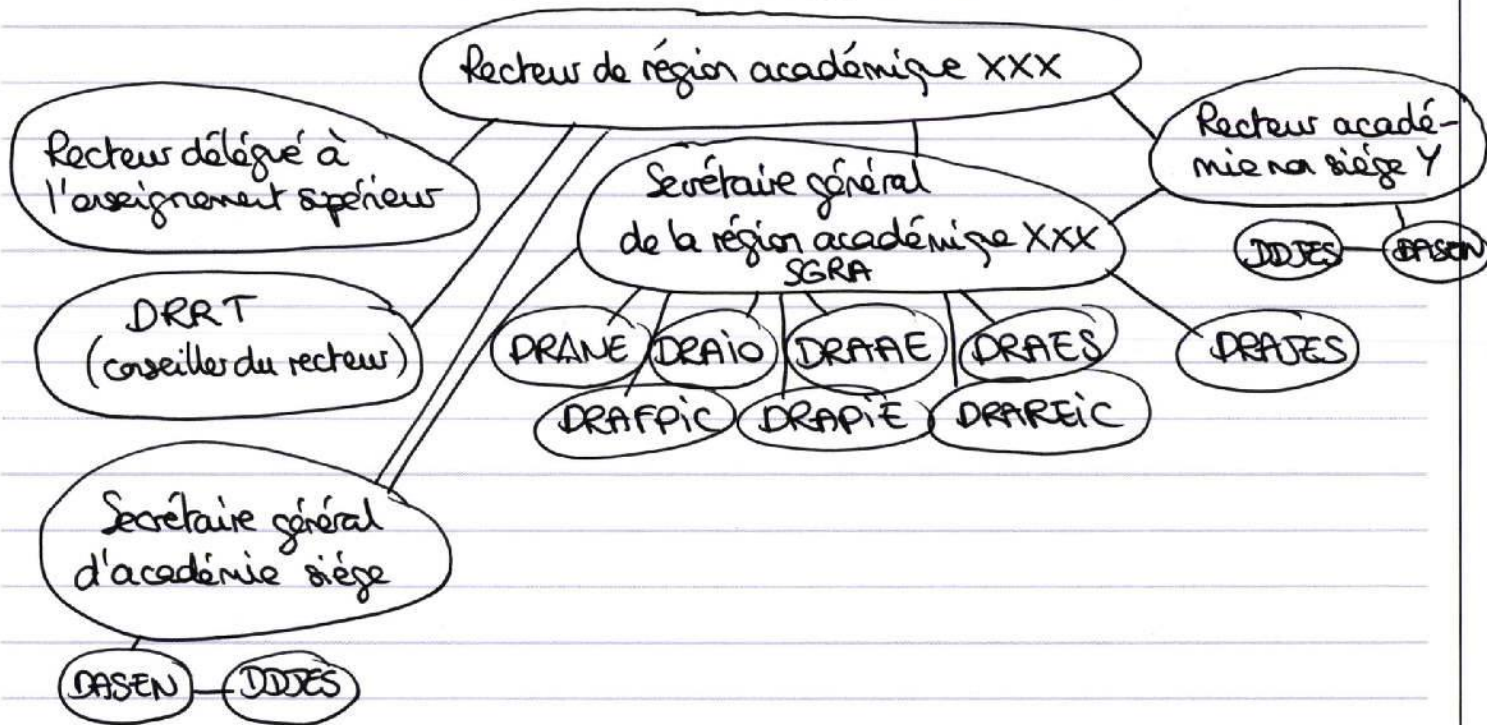 Recteur de région académique XXX
Recteur délégué à
l'enseignement supérieur
Secrétaire général
de la région académique XXX
SGRA
Recteur acadé-
mie non siège Y
DDJES
DASEN
DRRT
(conseiller du recteur)
DRANE
DRAIO
DRAAE
DRAES
DRAJES
DRAFPIC
DRAPIE
DRAREIC
Secrétaire général
d'académie siège
DASEN
DDJES